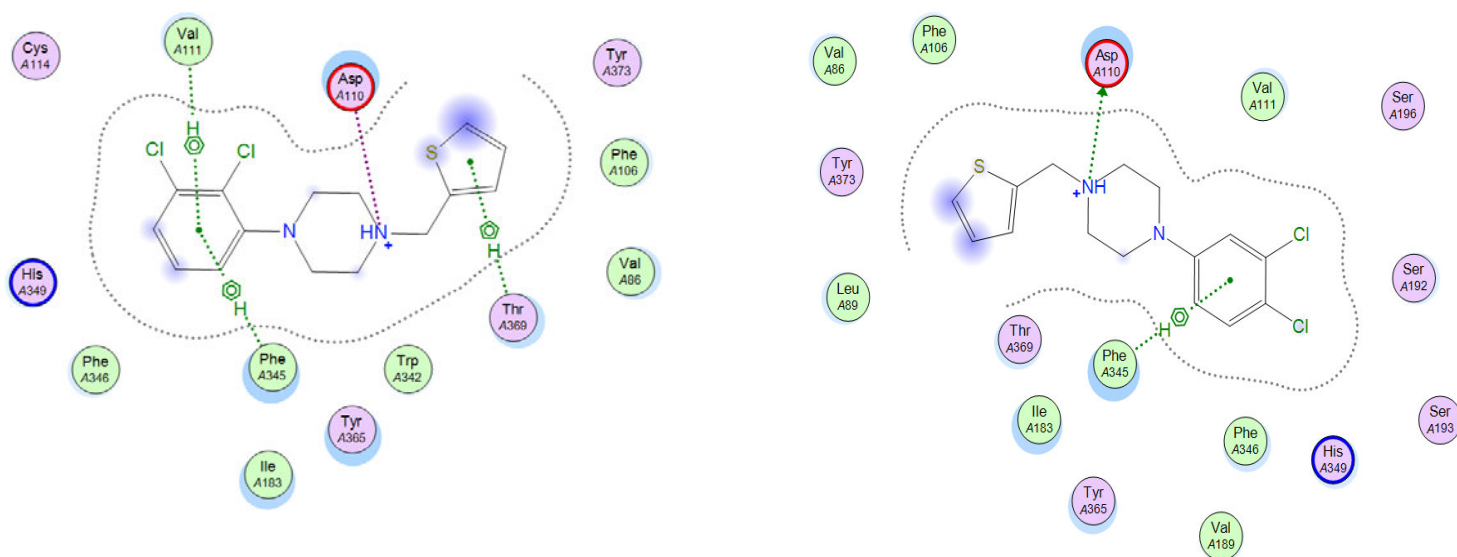 Val
A111
Cys
A114
Asp
A110
Tyr
A373
H
Cl
Cl
S
Phe
A106
N
HN
+
H
H
His
A349
Val
A86
Thr
A369
Phe
A346
Phe
A345
Trp
A342
Tyr
A365
Ile
A183
Phe
A106
Val
A86
Asp
A110
Val
A111
Ser
A196
Tyr
A373
S
NH
+
N
Cl
Cl
Ser
A192
Leu
A89
Thr
A369
H
Phe
A345
Ile
A183
Phe
A346
His
A349
Ser
A193
Tyr
A365
Val
A189